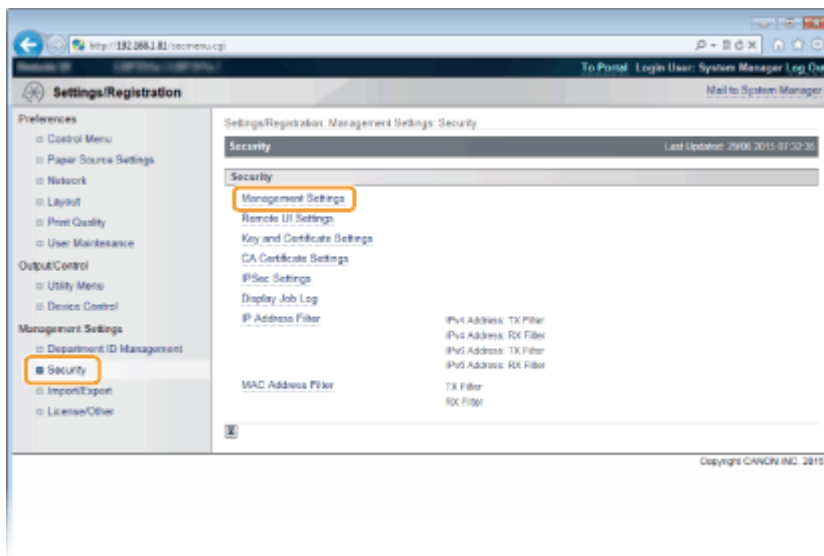 http://192.168.1.81/secmenu.cgi
To Portal Login User: System Manager Log Ou
Settings/Registration
Mail to System Manager
Preferences
Control Menu
Paper Source Settings
Network
Layout
Print Quality
User Maintenance
Output/Control
Utility Menu
Device Control
Management Settings
Department ID Management
Security
Import/Export
License/Other
Settings/Registration: Management Settings: Security
Security
Last Updated: 29/06 2015 07:32:35
Security
Management Settings
Remote UI Settings
Key and Certificate Settings
CA Certificate Settings
IPSec Settings
Display Job Log
IP Address Filter
IPv4 Address: TX Filter
IPv4 Address: RX Filter
IPv6 Address: TX Filter
IPv6 Address: RX Filter
MAC Address Filter
TX Filter
RX Filter
Copyright CANON INC. 2015